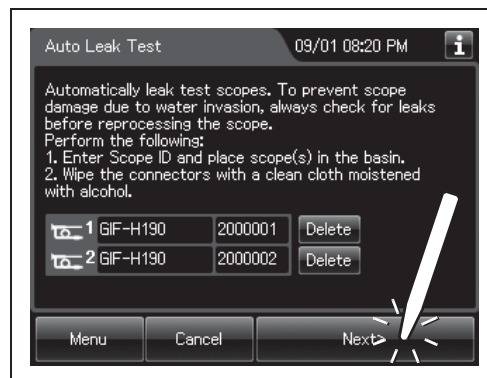 Auto Leak Test 09/01 08:20 PM i
Automatically leak test scopes. To prevent scope
damage due to water invasion, always check for leaks
before reprocessing the scope.
Perform the following:
1. Enter Scope ID and place scope(s) in the basin.
2. Wipe the connectors with a clean cloth moistened
with alcohol.
1 GIF-H190 2000001 Delete
2 GIF-H190 2000002 Delete
Menu Cancel Next>